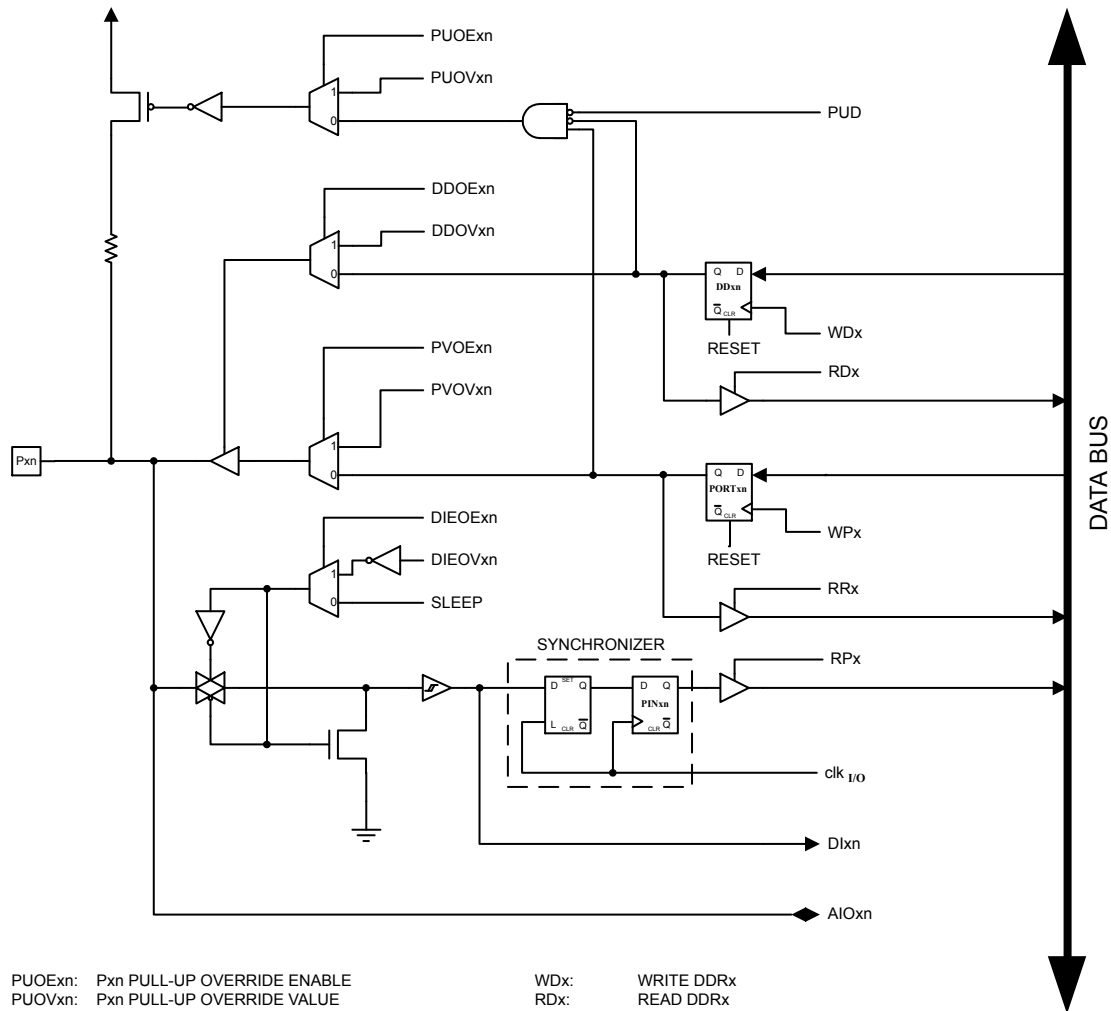 PUOExn
PUOVxn
1
0
PUD
DDOExn
DDOVxn
1
0
Q D
DDxn
Q CLR
WDx
RESET
RDx
PVOExn
PVOVxn
1
0
Pxn
Q D
PORTxn
Q CLR
WPx
RESET
DIEOExn
DIEOVxn
1
0
SLEEP
RRx
SYNCHRONIZER
RPx
D SET Q
L CLR Q
D Q
PINxn
CLR Q
clk I/O
DIxn
AIOxn
DATA BUS
PUOExn: Pxn PULL-UP OVERRIDE ENABLE
PUOVxn: Pxn PULL-UP OVERRIDE VALUE
WDx: WRITE DDRx
RDx: READ DDRx